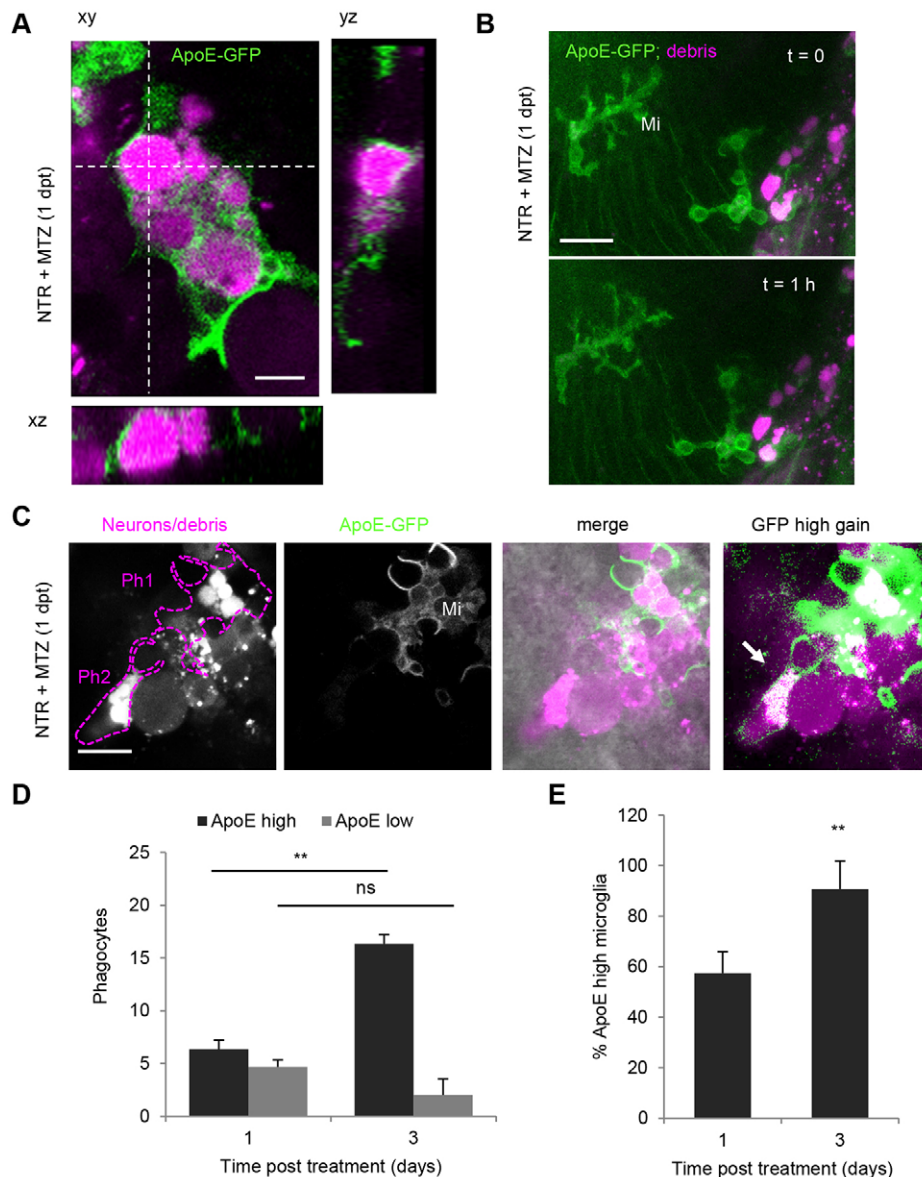 A
xy
yz
ApoE-GFP
NTR + MTZ (1 dpt)
xz
B
ApoE-GFP; debris
t = 0
Mi
NTR + MTZ (1 dpt)
t = 1 h
C
Neurons/debris
ApoE-GFP
merge
GFP high gain
NTR + MTZ (1 dpt)
Ph1
Ph2
Mi
D
ApoE high
ApoE low
Phagocytes
25
20
15
10
5
0
**
ns
1
3
Time post treatment (days)
E
% ApoE high microglia
120
100
80
60
40
20
0
**
1
3
Time post treatment (days)